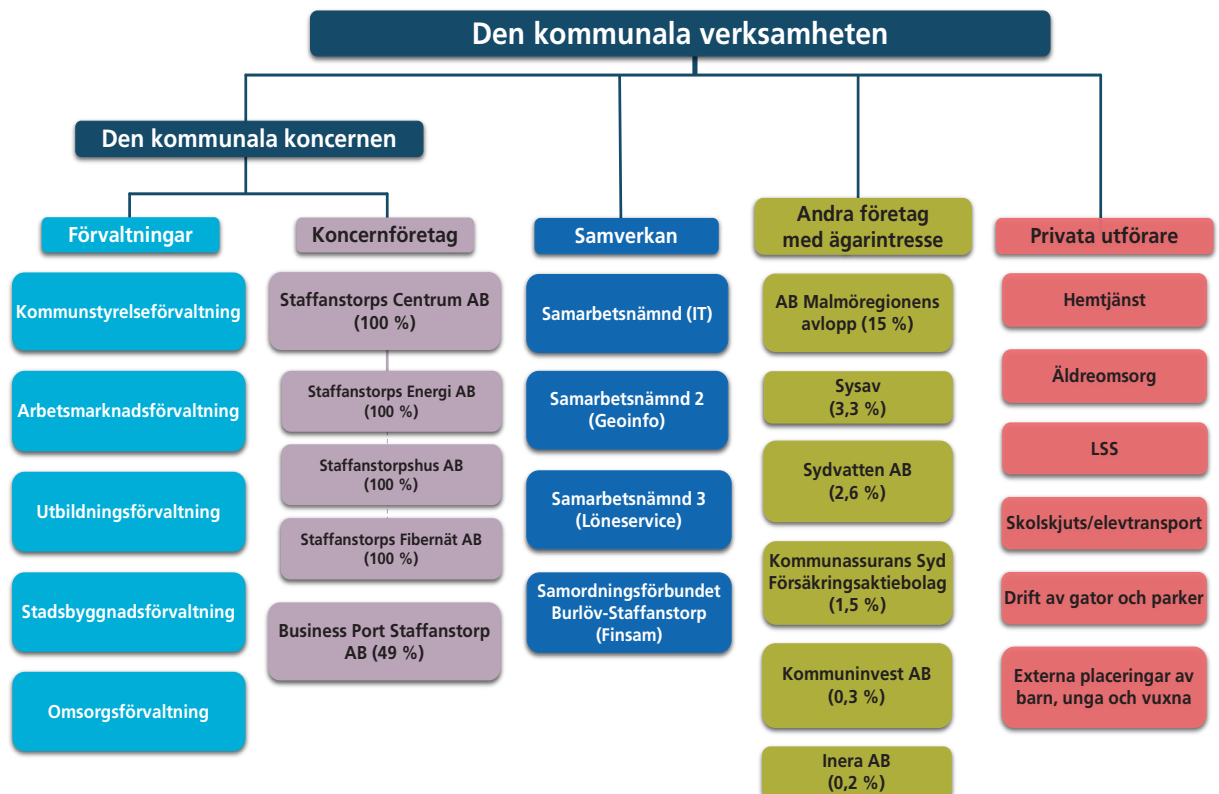 Den kommunala verksamheten
Den kommunala koncernen
Förvaltningar
Kommunstyrelseförvaltning
Arbetsmarknadsförvaltning
Utbildningsförvaltning
Stadsbyggnadsförvaltning
Omsorgsförvaltning
Koncernföretag
Staffanstorps Centrum AB
(100 %)
Staffanstorps Energi AB
(100 %)
Staffanstorpshus AB
(100 %)
Staffanstorps Fibernät AB
(100 %)
Business Port Staffanstorp
AB (49 %)
Samverkan
Samarbetsnämnd (IT)
Samarbetsnämnd 2
(Geoinfo)
Samarbetsnämnd 3
(Löneservice)
Samordningsförbundet
Burlöv-Staffanstorp
(Finsam)
Andra företag
med ägarintresse
AB Malmöregionens
avlopp (15 %)
Sysav
(3,3 %)
Sydvatten AB
(2,6 %)
Kommunassurans Syd
Försäkringsaktiebolag
(1,5 %)
Kommuninvest AB
(0,3 %)
Inera AB
(0,2 %)
Privata utförare
Hemtjänst
Äldreomsorg
LSS
Skolskjuts/elevtransport
Drift av gator och parker
Externa placeringar av
barn, unga och vuxna